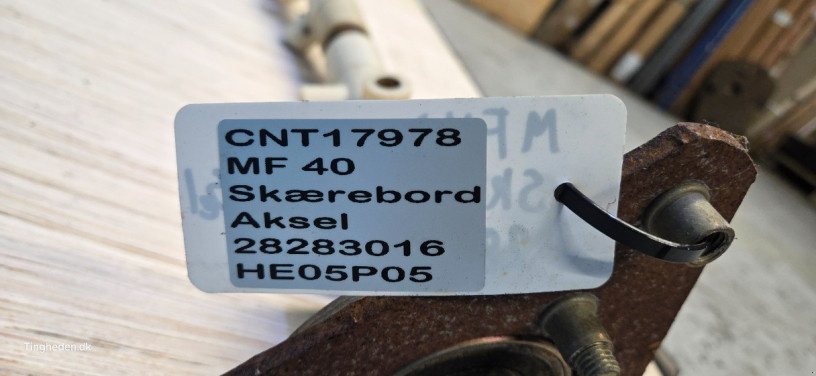 CNT17978
MF 40
Skærebord
Aksel
28283016
HE05P05
Tingheden.dk